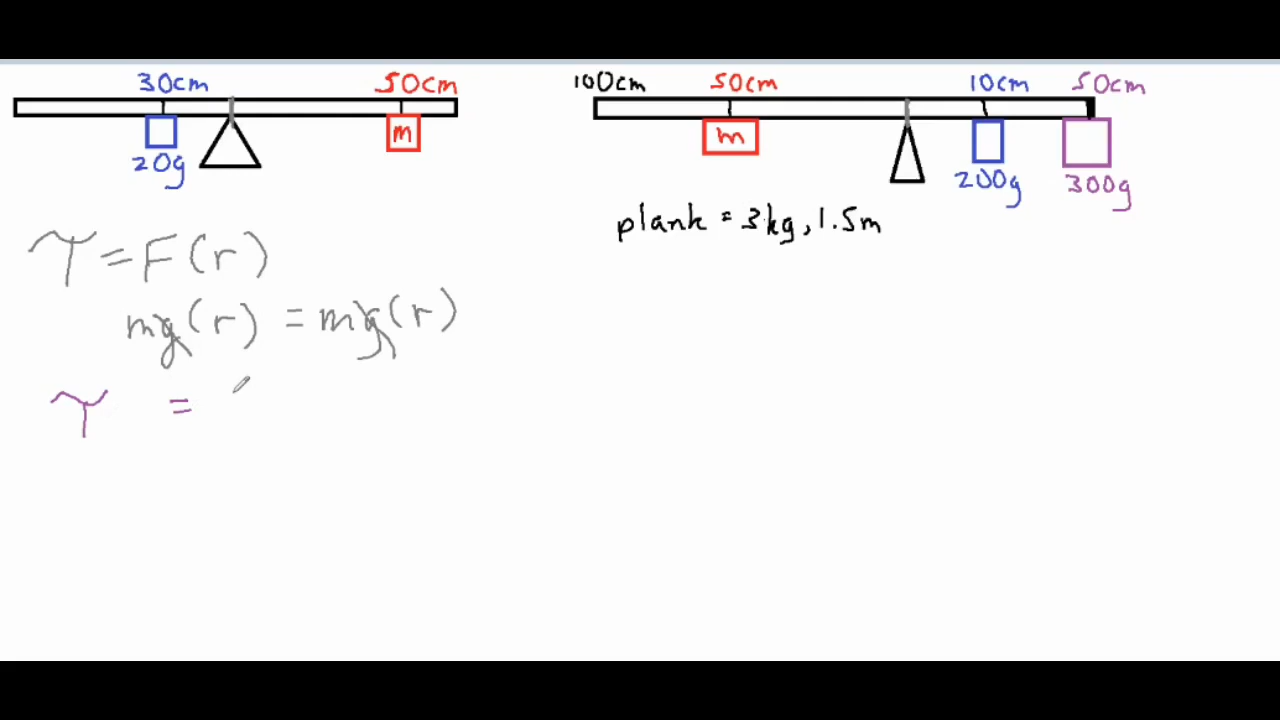 30cm 50cm
20g m
100cm 50cm 10cm 50cm
m 200g 300g
plank = 3kg, 1.5m
τ = F(r)
mg(r) = mg(r)
τ =